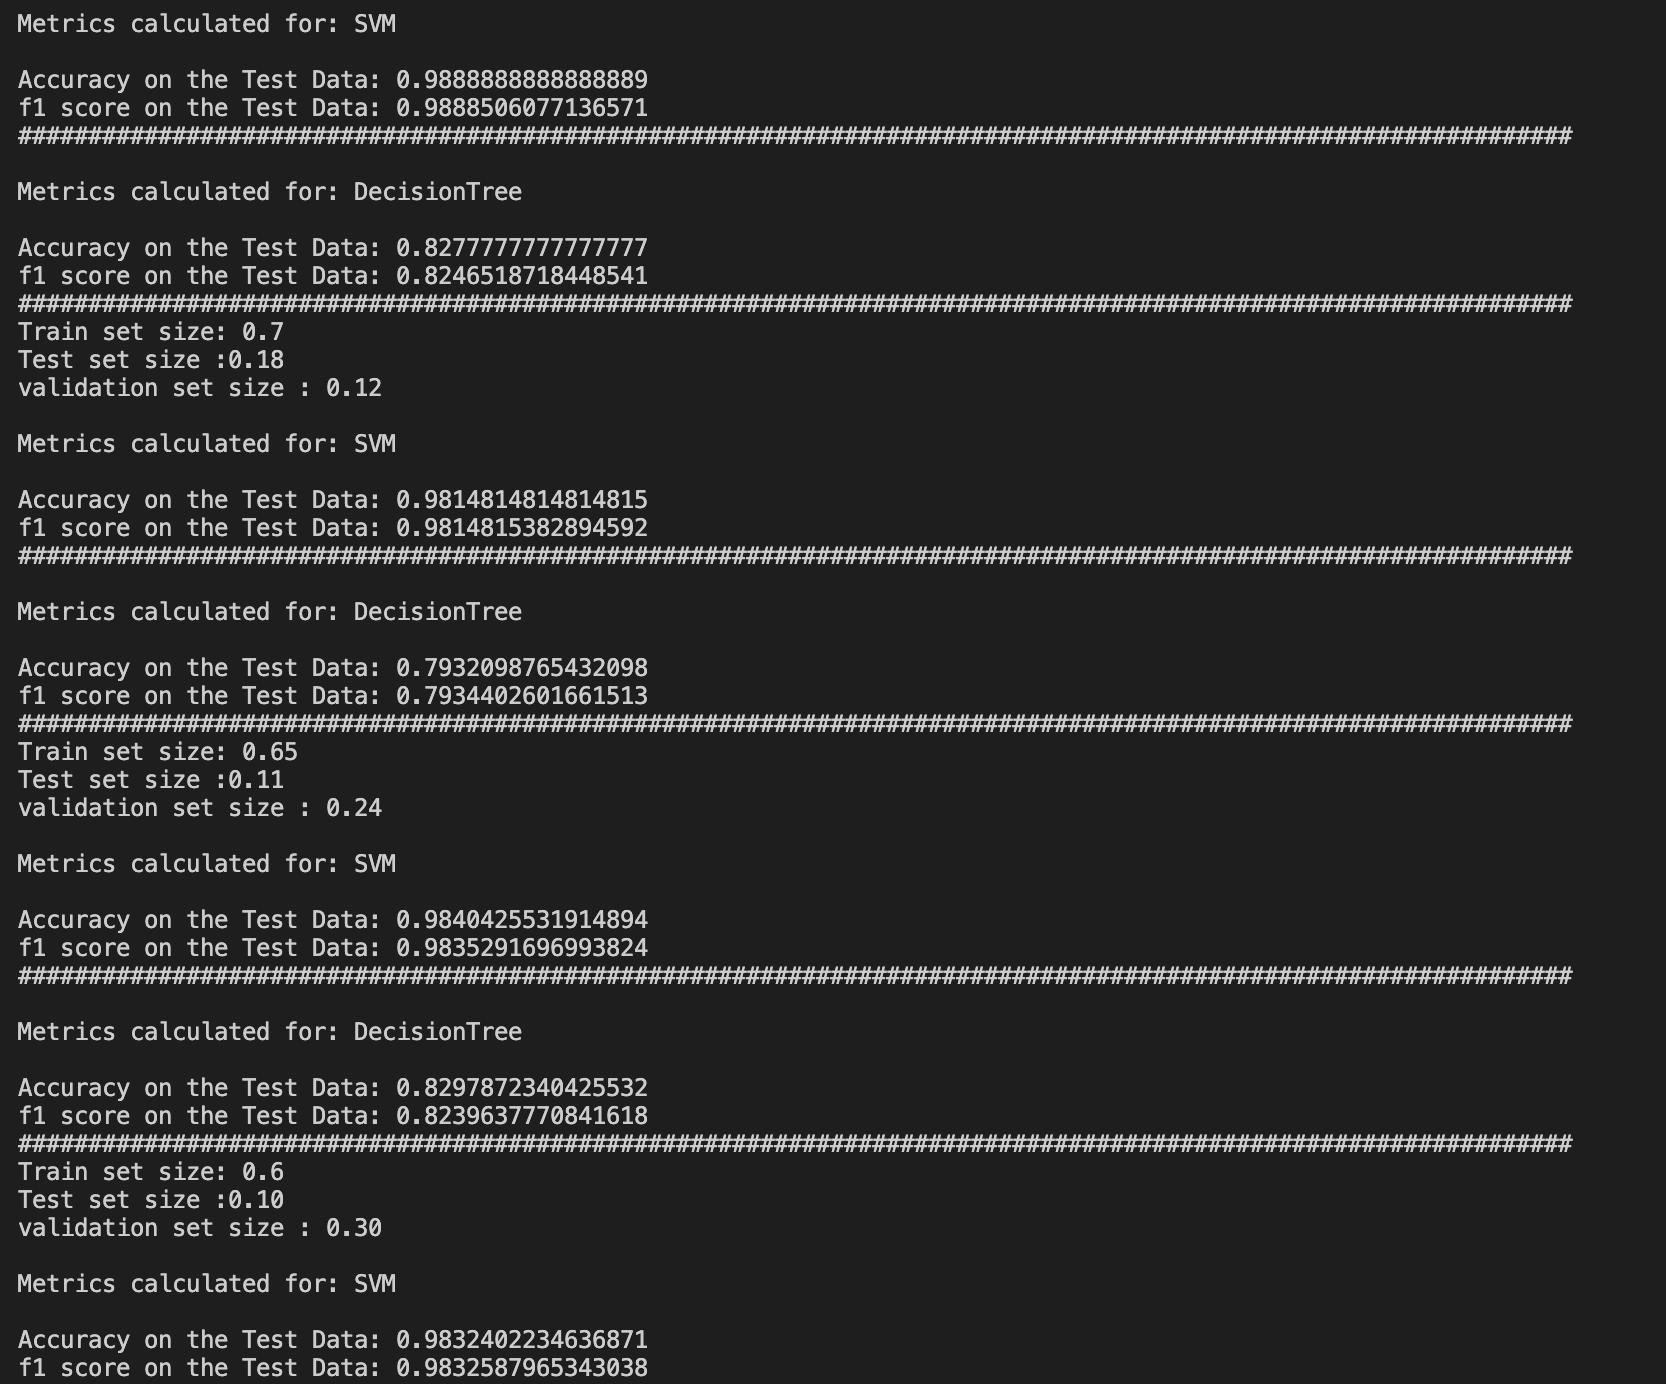 Metrics calculated for: SVM
Accuracy on the Test Data: 0.9888888888888889
f1 score on the Test Data: 0.9888506077136571
###############################################################################################################
Metrics calculated for: DecisionTree
Accuracy on the Test Data: 0.8277777777777777
f1 score on the Test Data: 0.8246518718448541
###############################################################################################################
Train set size: 0.7
Test set size :0.18
validation set size : 0.12
Metrics calculated for: SVM
Accuracy on the Test Data: 0.9814814814814815
f1 score on the Test Data: 0.9814815382894592
###############################################################################################################
Metrics calculated for: DecisionTree
Accuracy on the Test Data: 0.7932098765432098
f1 score on the Test Data: 0.7934402601661513
###############################################################################################################
Train set size: 0.65
Test set size :0.11
validation set size : 0.24
Metrics calculated for: SVM
Accuracy on the Test Data: 0.9840425531914894
f1 score on the Test Data: 0.9835291696993824
###############################################################################################################
Metrics calculated for: DecisionTree
Accuracy on the Test Data: 0.8297872340425532
f1 score on the Test Data: 0.8239637770841618
###############################################################################################################
Train set size: 0.6
Test set size :0.10
validation set size : 0.30
Metrics calculated for: SVM
Accuracy on the Test Data: 0.9832402234636871
f1 score on the Test Data: 0.9832587965343038